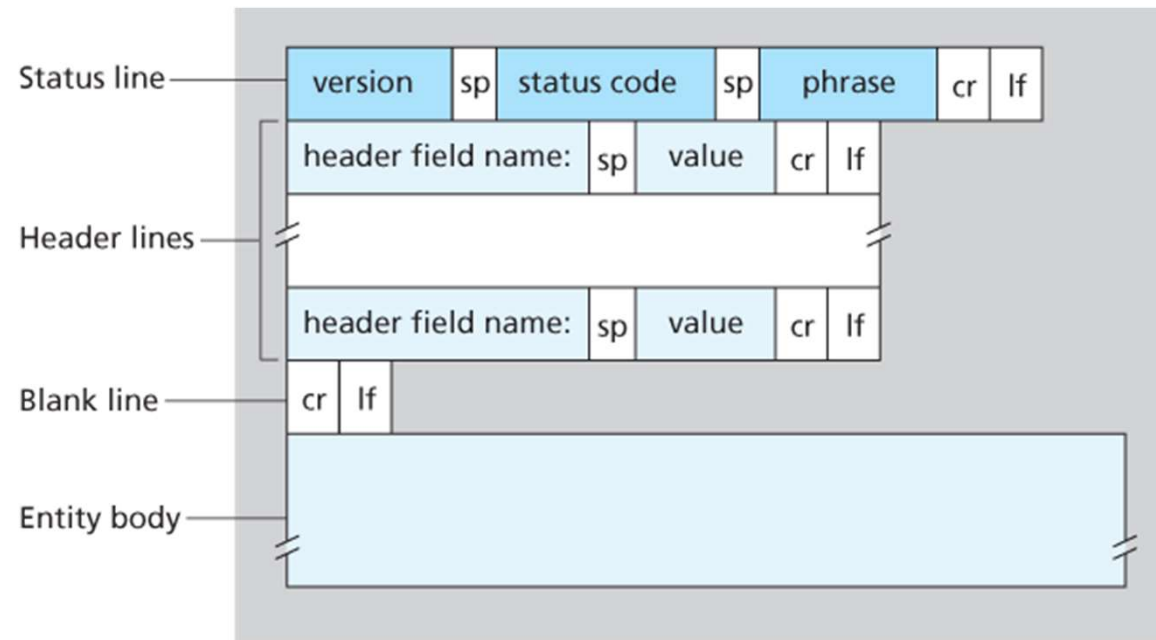 Status line version sp status code sp phrase cr lf
header field name: sp value cr lf
Header lines
header field name: sp value cr lf
Blank line cr lf
Entity body